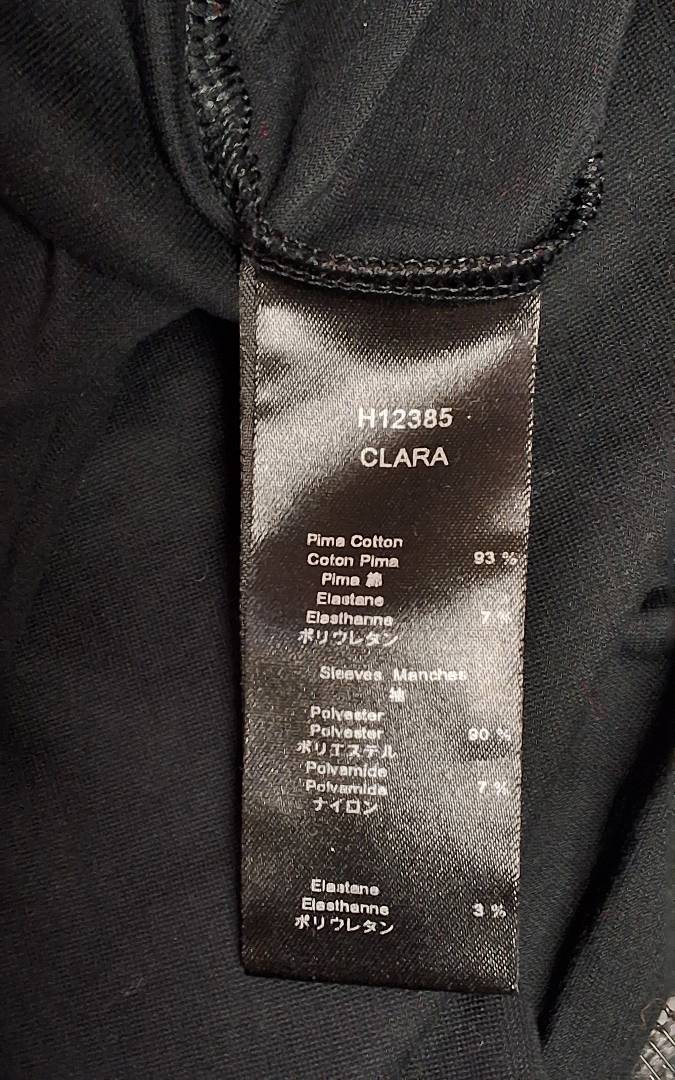 H12385
CLARA
Pima Cotton
Coton Pima 93 %
Pima 綿
Elastane
Elasthanne 7 %
ポリウレタン
Sleeves Manches
袖
Polyester
Polyester 90 %
ポリエステル
Polyamide
Polyamide 7 %
ナイロン
Elastane
Elasthanne 3 %
ポリウレタン